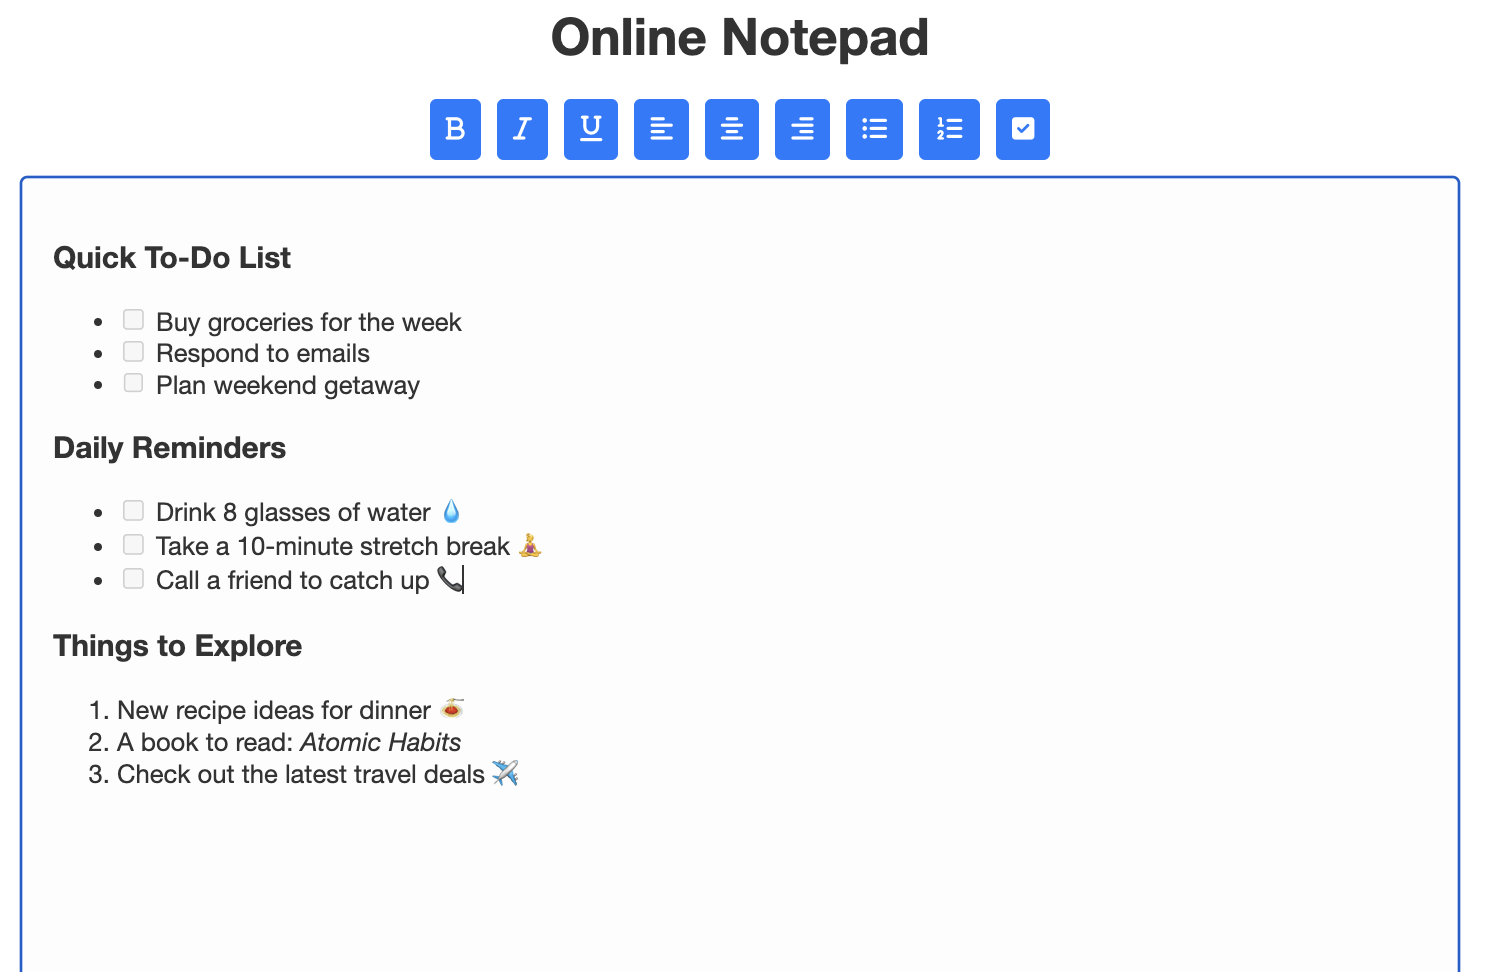 Online Notepad
B I U
Quick To-Do List
• ☐ Buy groceries for the week
• ☐ Respond to emails
• ☐ Plan weekend getaway
Daily Reminders
• ☐ Drink 8 glasses of water 💧
• ☐ Take a 10-minute stretch break 🧘
• ☐ Call a friend to catch up 📞
Things to Explore
1. New recipe ideas for dinner 🍝
2. A book to read: Atomic Habits
3. Check out the latest travel deals ✈️